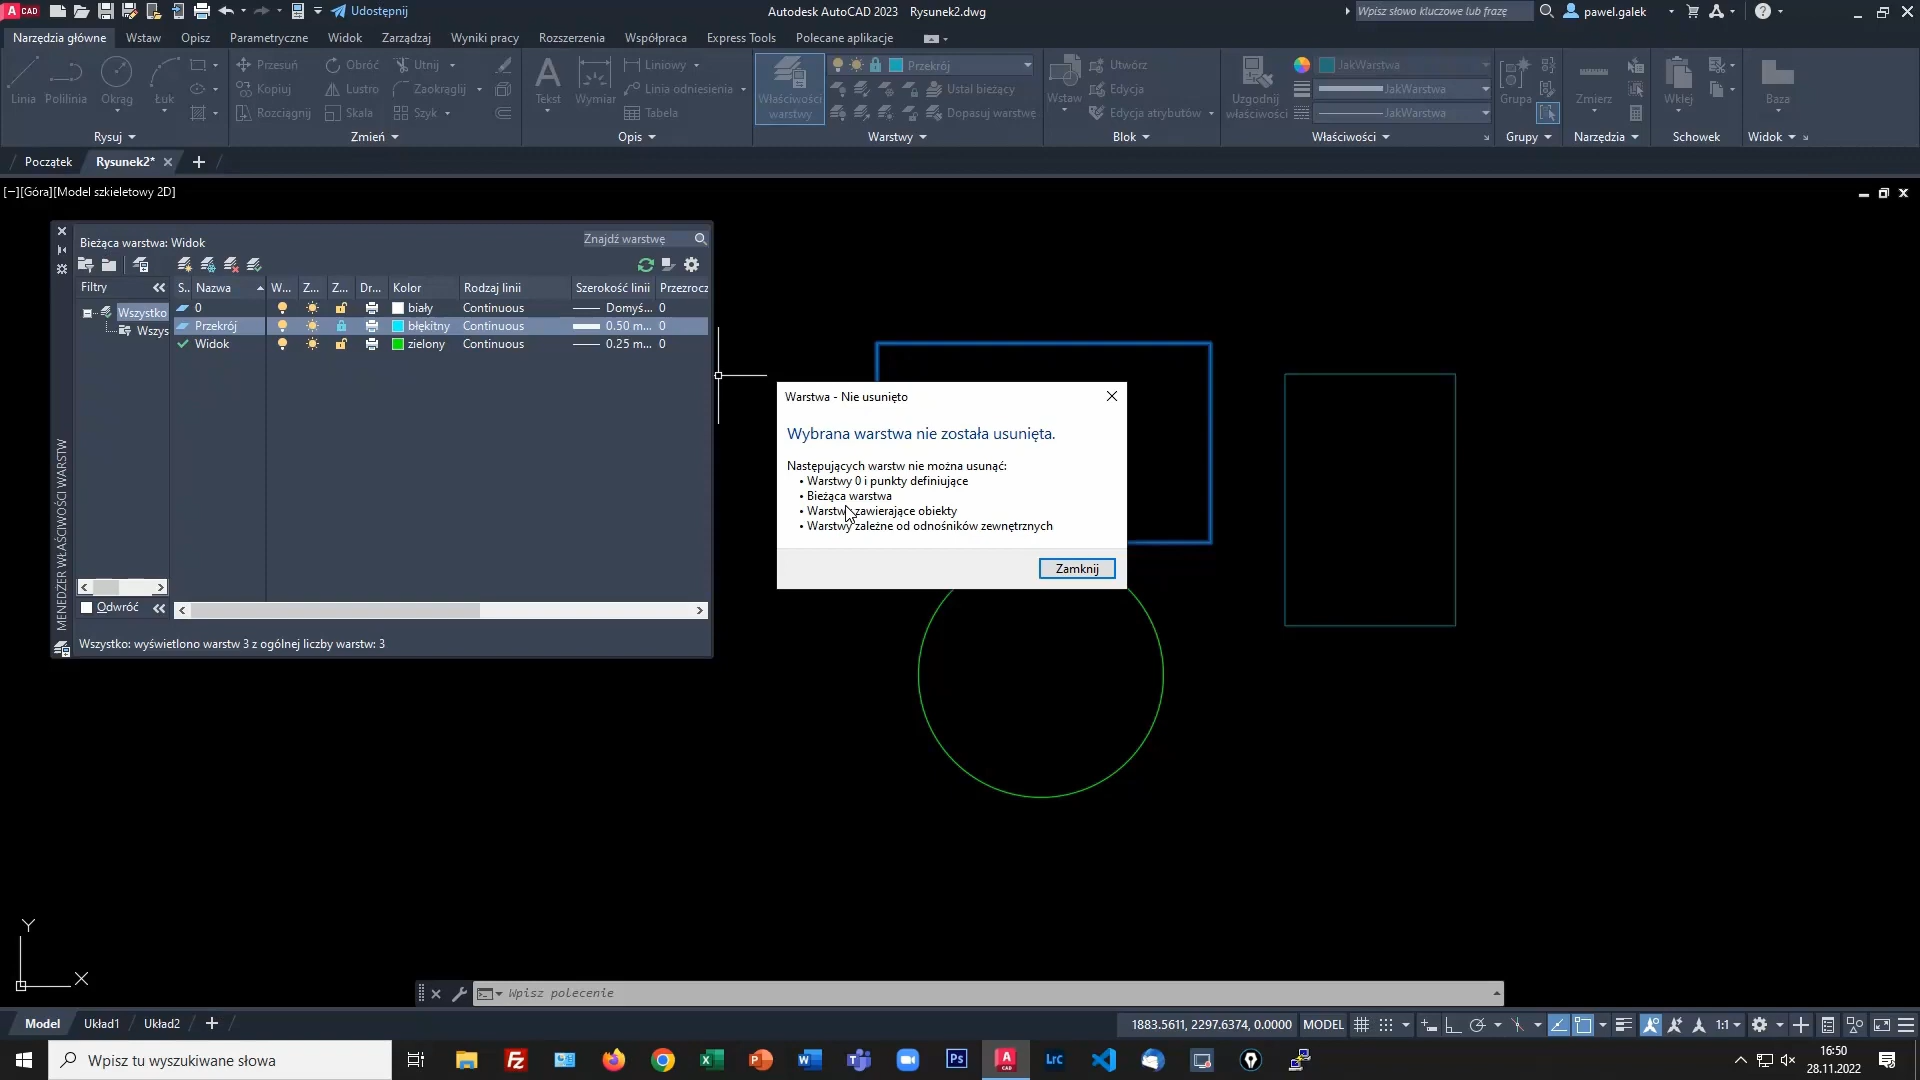 A CAD
Udostępnij
Autodesk AutoCAD 2023 Rysunek2.dwg
Wpisz słowo kluczowe lub frazę
pawel.galek
Narzędzia główne
Wstaw
Opisz
Parametryczne
Widok
Zarządzaj
Wyniki pracy
Rozszerzenia
Współpraca
Express Tools
Polecane aplikacje
Linia
Polilinia
Okrąg
Łuk
Rysuj
Przesuń
Obróć
Utnij
Kopiuj
Lustro
Zaokrąglij
Rozciągnij
Skala
Szyk
Zmień
Tekst
Wymiar
Liniowy
Linia odniesienia
Tabela
Opis
Właściwości
warstwy
Przekrój
Ustal bieżący
Dopasuj warstwę
Warstwy
Wstaw
Utwórz
Edycja
Edycja atrybutów
Blok
Uzgodnij
właściwości
JakWarstwa
JakWarstwa
JakWarstwa
Właściwości
Grupa
Grupy
Zmierz
Narzędzia
Wklej
Schowek
Baza
Widok
Początek
Rysunek2*
[−][Góra][Model szkieletowy 2D]
Bieżąca warstwa: Widok
Znajdź warstwę
Filtry
S.. Nazwa W... Z... Z... Dr... Kolor Rodzaj linii Szerokość linii Przezrocz
Wszystko
Wszys
0 biały Continuous Domyś... 0
Przekrój błękitny Continuous 0.50 m... 0
Widok zielony Continuous 0.25 m... 0
Odwróć
Wszystko: wyświetlono warstw 3 z ogólnej liczby warstw: 3
MENEDŻER WŁAŚCIWOŚCI WARSTW
Warstwa - Nie usunięto
Wybrana warstwa nie została usunięta.
Następujących warstw nie można usunąć:
• Warstwy 0 i punkty definiujące
• Bieżąca warstwa
• Warstwy zawierające obiekty
• Warstwy zależne od odnośników zewnętrznych
Zamknij
Y
X
Wpisz polecenie
Model
Układ1
Układ2
1883.5611, 2297.6374, 0.0000
MODEL
1:1
Wpisz tu wyszukiwane słowa
Fz
Ps
A CAD
Lrc
16:50
28.11.2022